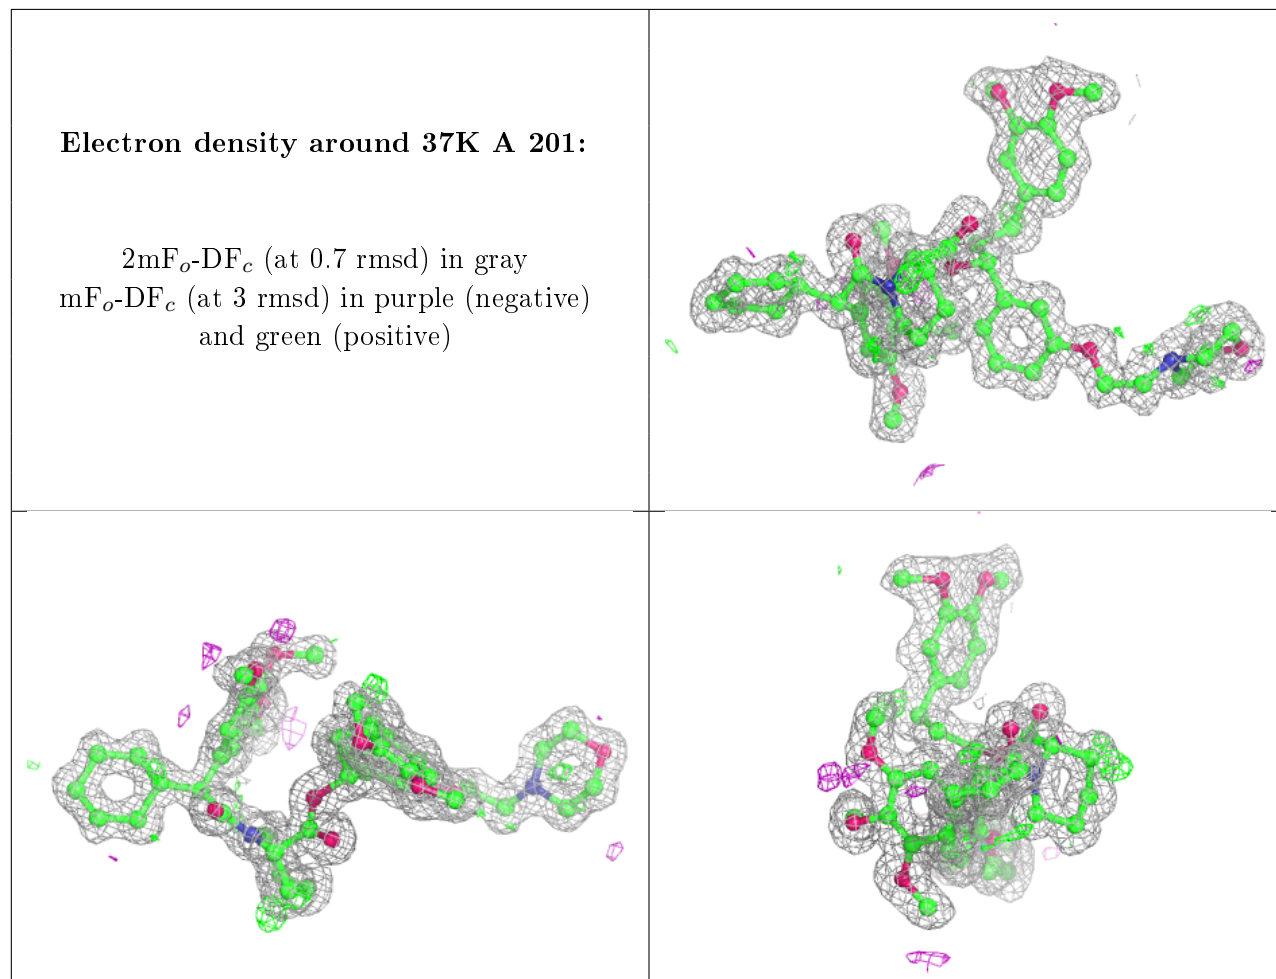 Electron density around 37K A 201:
2mFo-DFc (at 0.7 rmsd) in gray
mFo-DFc (at 3 rmsd) in purple (negative)
and green (positive)